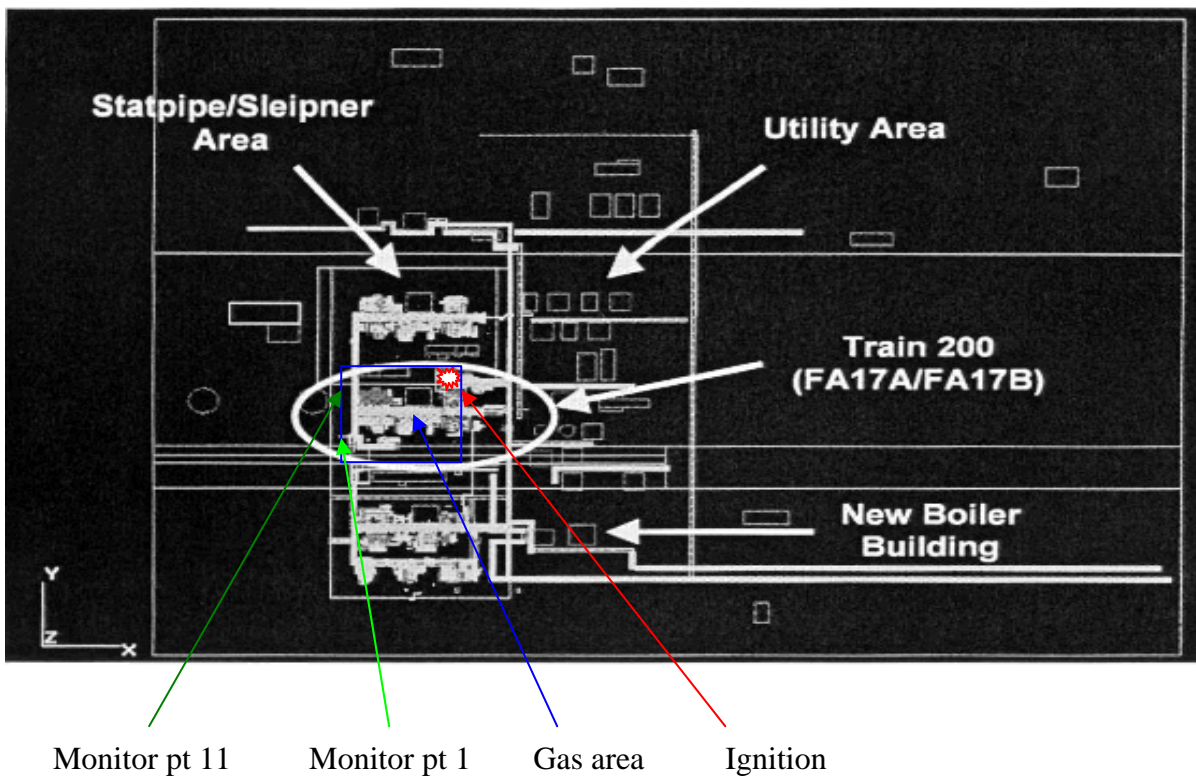 Statpipe/Sleipner
Area
Utility Area
Train 200
(FA17A/FA17B)
New Boiler
Building
Y
Z
X
Monitor pt 11
Monitor pt 1
Gas area
Ignition